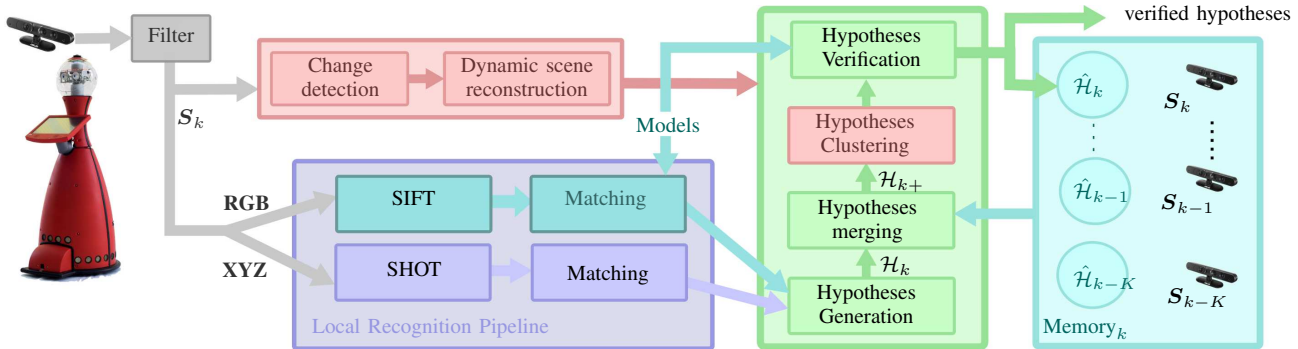 Filter
Change
detection
Dynamic scene
reconstruction
S_k
Models
RGB
XYZ
SIFT
Matching
SHOT
Matching
Local Recognition Pipeline
Hypotheses
Verification
Hypotheses
Clustering
ℋ_{k+}
Hypotheses
merging
ℋ_k
Hypotheses
Generation
verified hypotheses
Ĥ_k
S_k
Ĥ_{k−1}
S_{k−1}
Ĥ_{k−K}
S_{k−K}
Memory_k